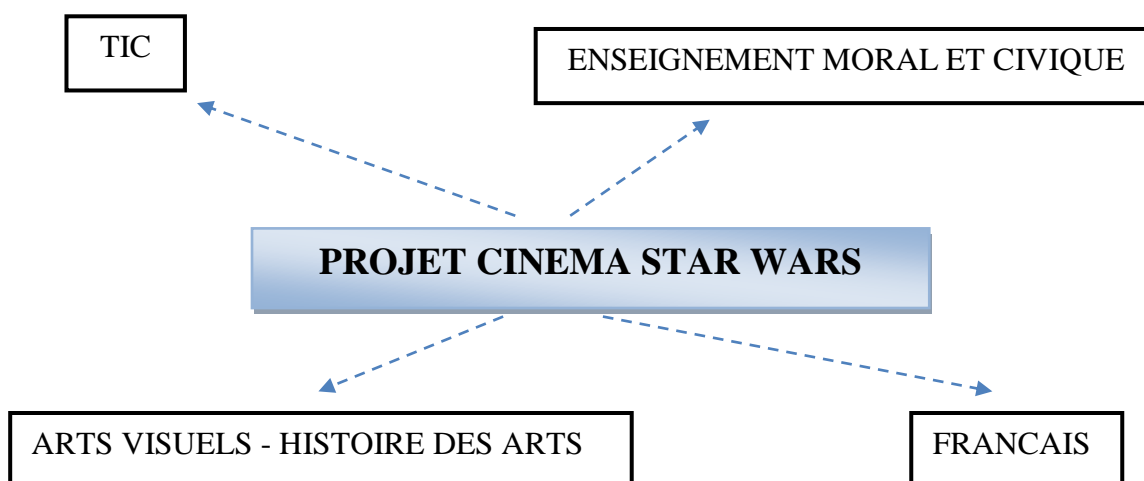 TIC
ENSEIGNEMENT MORAL ET CIVIQUE
PROJET CINEMA STAR WARS
ARTS VISUELS - HISTOIRE DES ARTS
FRANCAIS